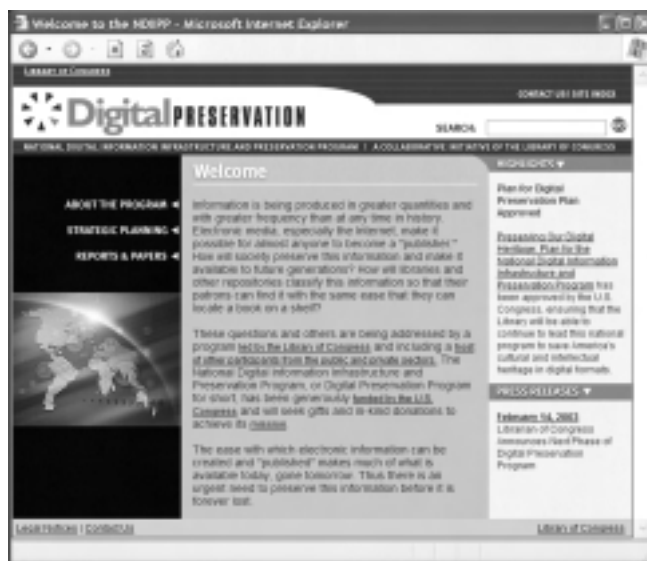 Welcome to the NDIIPP - Microsoft Internet Explorer
Library of Congress
CONTACT US | SITE INDEX
Digital PRESERVATION
SEARCH:
NATIONAL DIGITAL INFORMATION INFRASTRUCTURE AND PRESERVATION PROGRAM | A COLLABORATIVE INITIATIVE OF THE LIBRARY OF CONGRESS
ABOUT THE PROGRAM
STRATEGIC PLANNING
REPORTS & PAPERS
Welcome
Information is being produced in greater quantities and
with greater frequency than at any time in history.
Electronic media, especially the Internet, make it
possible for almost anyone to become a "publisher."
How will society preserve this information and make it
available to future generations? How will libraries and
other repositories classify this information so that their
patrons can find it with the same ease that they can
locate a book on a shelf?
These questions and others are being addressed by a
program led by the Library of Congress and including a host
of other participants from the public and private sectors. The
National Digital Information Infrastructure and
Preservation Program, or Digital Preservation Program
for short, has been generously funded by the U.S.
Congress and will seek gifts and in-kind donations to
achieve its mission.
The ease with which electronic information can be
created and "published" makes much of what is
available today, gone tomorrow. Thus there is an
urgent need to preserve this information before it is
forever lost.
HIGHLIGHTS
Plan for Digital
Preservation Plan
Approved
Preserving Our Digital
Heritage: Plan for the
National Digital Information
Infrastructure and
Preservation Program has
been approved by the U.S.
Congress, ensuring that the
Library will be able to
continue to lead this national
program to save America's
cultural and intellectual
heritage in digital formats.
PRESS RELEASES
February 14, 2003
Librarian of Congress
Announces Next Phase of
Digital Preservation
Program
Legal Notices | Contact Us
Library of Congress